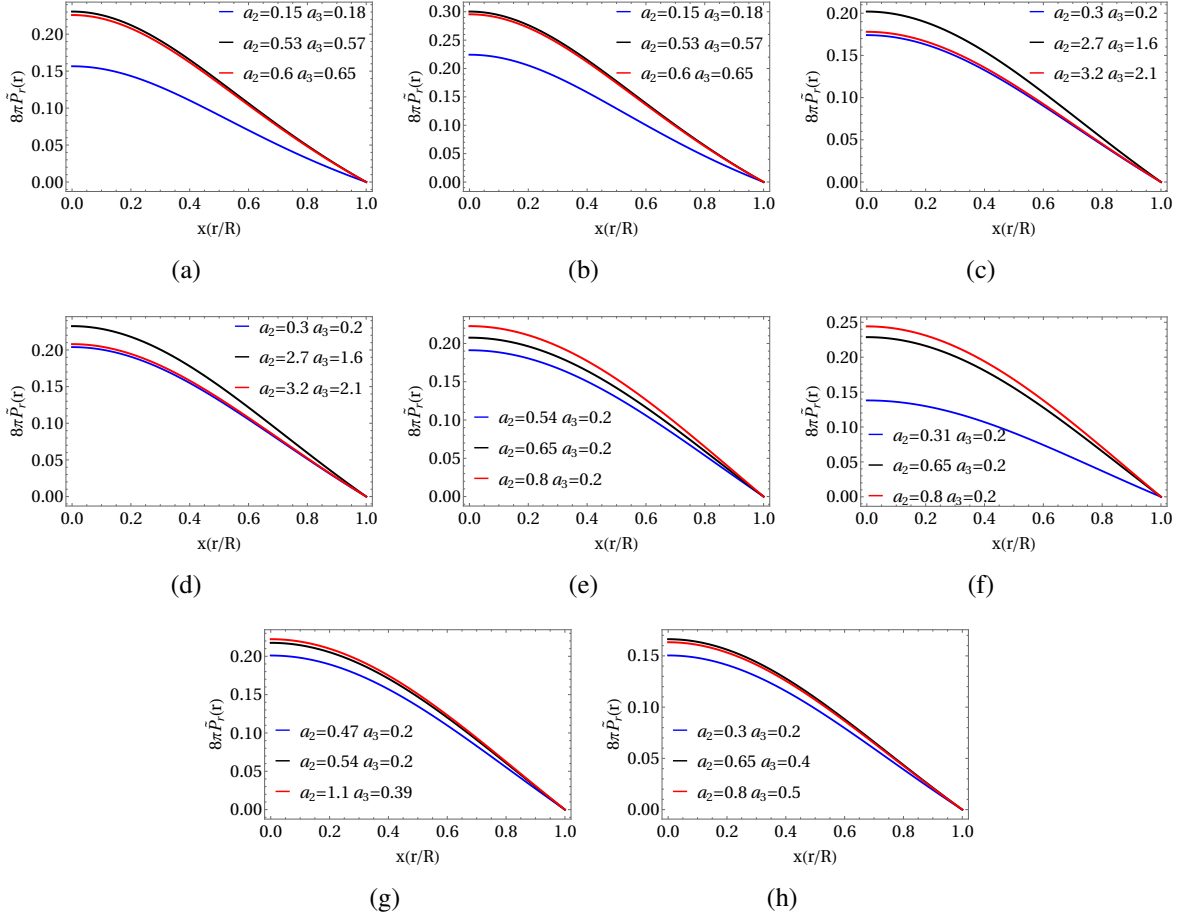 a₂=0.15 a₃=0.18
a₂=0.53 a₃=0.57
a₂=0.6 a₃=0.65
0.20
0.15
0.10
0.05
0.00
8πP̃ᵣ(r)
0.0 0.2 0.4 0.6 0.8 1.0
x(r/R)
(a)
a₂=0.15 a₃=0.18
a₂=0.53 a₃=0.57
a₂=0.6 a₃=0.65
0.30
0.25
0.20
0.15
0.10
0.05
0.00
8πP̃ᵣ(r)
0.0 0.2 0.4 0.6 0.8 1.0
x(r/R)
(b)
a₂=0.3 a₃=0.2
a₂=2.7 a₃=1.6
a₂=3.2 a₃=2.1
0.20
0.15
0.10
0.05
0.00
8πP̃ᵣ(r)
0.0 0.2 0.4 0.6 0.8 1.0
x(r/R)
(c)
a₂=0.3 a₃=0.2
a₂=2.7 a₃=1.6
a₂=3.2 a₃=2.1
0.20
0.15
0.10
0.05
0.00
8πP̃ᵣ(r)
0.0 0.2 0.4 0.6 0.8 1.0
x(r/R)
(d)
0.20
0.15
0.10
0.05
0.00
8πP̃ᵣ(r)
a₂=0.54 a₃=0.2
a₂=0.65 a₃=0.2
a₂=0.8 a₃=0.2
0.0 0.2 0.4 0.6 0.8 1.0
x(r/R)
(e)
0.25
0.20
0.15
0.10
0.05
0.00
8πP̃ᵣ(r)
a₂=0.31 a₃=0.2
a₂=0.65 a₃=0.2
a₂=0.8 a₃=0.2
0.0 0.2 0.4 0.6 0.8 1.0
x(r/R)
(f)
0.20
0.15
0.10
0.05
0.00
8πP̃ᵣ(r)
a₂=0.47 a₃=0.2
a₂=0.54 a₃=0.2
a₂=1.1 a₃=0.39
0.0 0.2 0.4 0.6 0.8 1.0
x(r/R)
(g)
0.15
0.10
0.05
0.00
8πP̃ᵣ(r)
a₂=0.3 a₃=0.2
a₂=0.65 a₃=0.4
a₂=0.8 a₃=0.5
0.0 0.2 0.4 0.6 0.8 1.0
x(r/R)
(h)